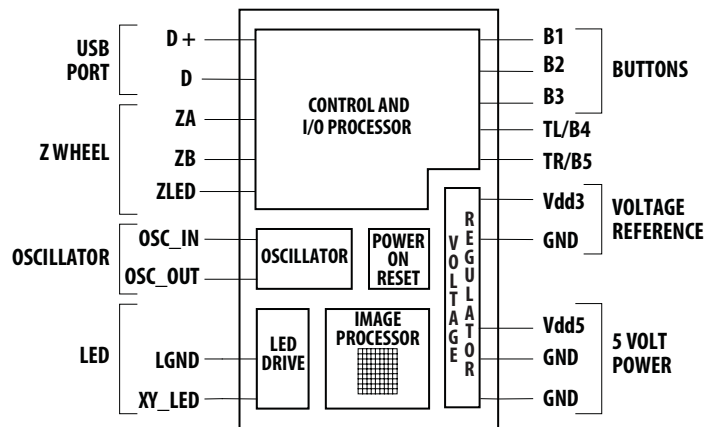 USB
PORT
D +
D
Z WHEEL
ZA
ZB
ZLED
OSCILLATOR
OSC_IN
OSC_OUT
LED
LGND
XY_LED
CONTROL AND
I/O PROCESSOR
OSCILLATOR
POWER
ON
RESET
LED
DRIVE
IMAGE
PROCESSOR
VOLTAGE
REGULATOR
B1
B2
B3
BUTTONS
TL/B4
TR/B5
Vdd3
GND
VOLTAGE
REFERENCE
Vdd5
GND
GND
5 VOLT
POWER